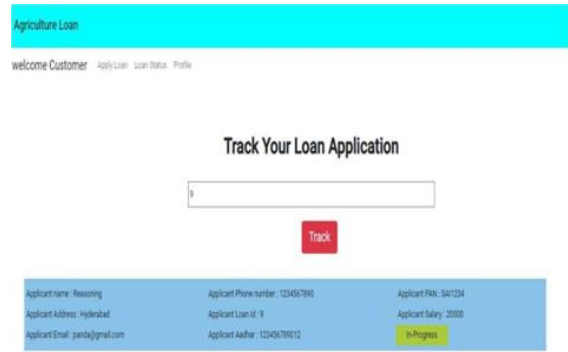 Agriculture Loan
welcome Customer Apply Loan Loan Status Profile
Track Your Loan Application
9
Track
Applicant name : Reasoning Applicant Phone number : 1234567890 Applicant PAN : SAI1234
Applicant Address : Hyderabad Applicant Loan Id : 9 Applicant Salary : 20000
Applicant Email : panda@gmail.com Applicant Aadhar : 123456789012 In-Progress